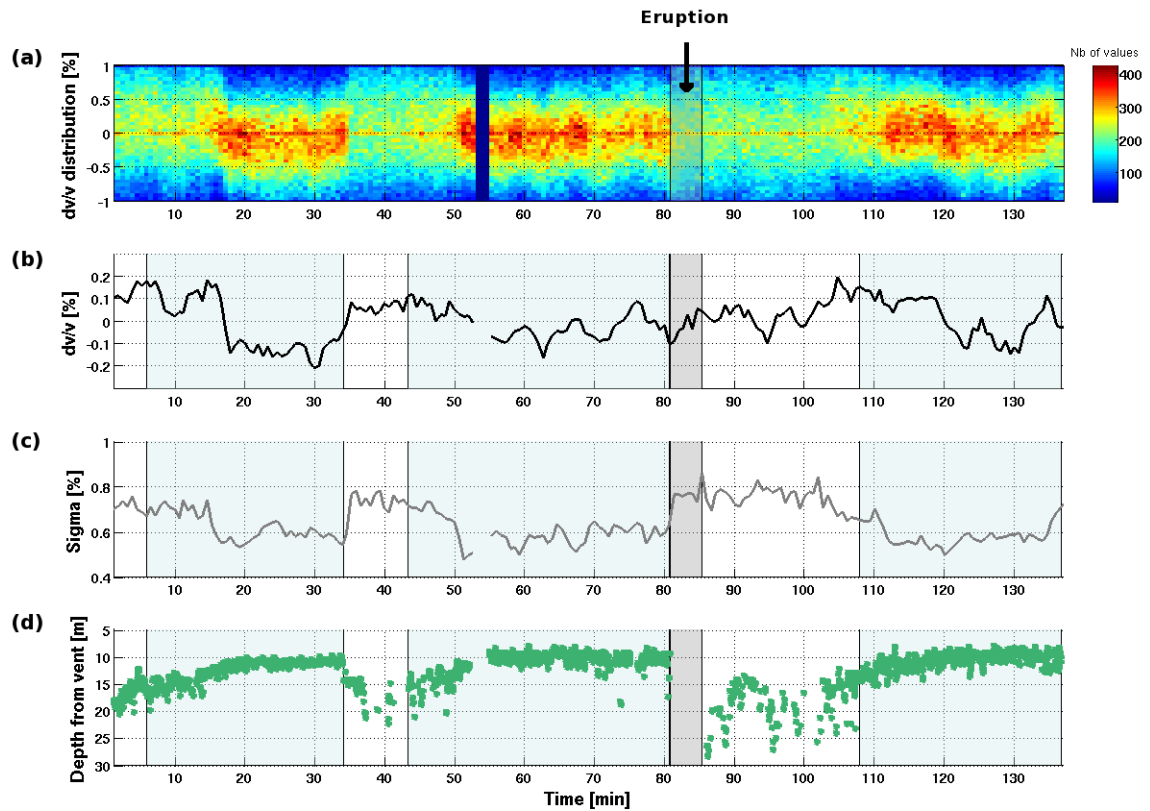 Eruption
(a)
dv/v distribution [%]
1
0.5
0
-0.5
-1
10 20 30 40 50 60 70 80 90 100 110 120 130
Nb of values
400
300
200
100
(b)
dv/v [%]
0.2
0.1
0
-0.1
-0.2
10 20 30 40 50 60 70 80 90 100 110 120 130
(c)
Sigma [%]
1
0.8
0.6
0.4
10 20 30 40 50 60 70 80 90 100 110 120 130
(d)
Depth from vent [m]
5
10
15
20
25
30
10 20 30 40 50 60 70 80 90 100 110 120 130
Time [min]